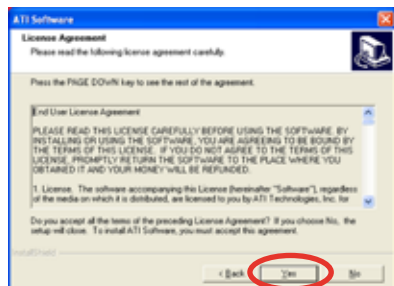 ATI Software
License Agreement
Please read the following license agreement carefully.
Press the PAGE DOWN key to see the rest of the agreement.
End User License Agreement
PLEASE READ THIS LICENSE CAREFULLY BEFORE USING THE SOFTWARE. BY
INSTALLING OR USING THE SOFTWARE, YOU ARE AGREEING TO BE BOUND BY
THE TERMS OF THIS LICENSE. IF YOU DO NOT AGREE TO THE TERMS OF THIS
LICENSE, PROMPTLY RETURN THE SOFTWARE TO THE PLACE WHERE YOU
OBTAINED IT AND YOUR MONEY WILL BE REFUNDED.
1. License. The software accompanying this License (hereinafter "Software"), regardless
of the media on which it is distributed, are licensed to you by ATI Technologies, Inc. for
Do you accept all the terms of the preceding License Agreement? If you choose No, the
setup will close. To install ATI Software, you must accept this agreement.
InstallShield
< Back
Yes
No